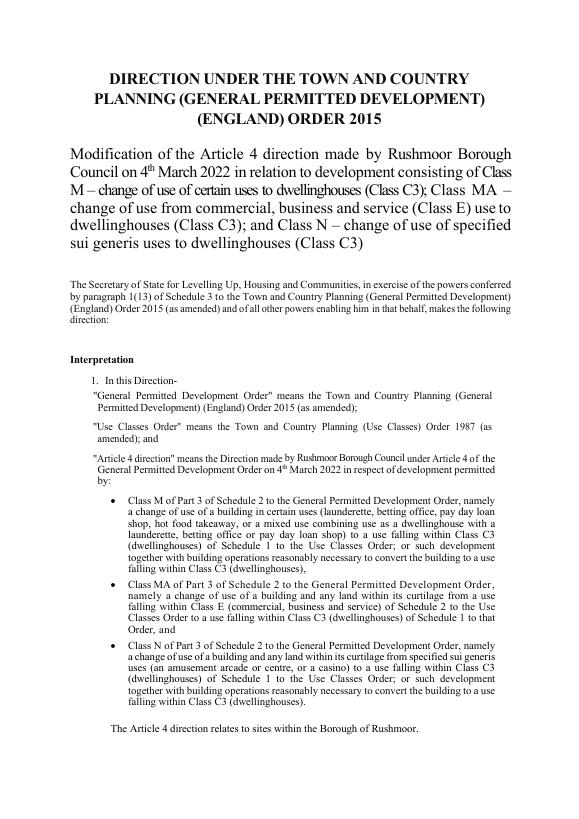 DIRECTION UNDER THE TOWN AND COUNTRY
PLANNING (GENERAL PERMITTED DEVELOPMENT)
(ENGLAND) ORDER 2015
Modification of the Article 4 direction made by Rushmoor Borough
Council on 4th March 2022 in relation to development consisting of Class
M – change of use of certain uses to dwellinghouses (Class C3); Class MA –
change of use from commercial, business and service (Class E) use to
dwellinghouses (Class C3); and Class N – change of use of specified
sui generis uses to dwellinghouses (Class C3)
The Secretary of State for Levelling Up, Housing and Communities, in exercise of the powers conferred
by paragraph 1(13) of Schedule 3 to the Town and Country Planning (General Permitted Development)
(England) Order 2015 (as amended) and of all other powers enabling him in that behalf, makes the following
direction:
Interpretation
1. In this Direction-
"General Permitted Development Order" means the Town and Country Planning (General
Permitted Development) (England) Order 2015 (as amended);
"Use Classes Order" means the Town and Country Planning (Use Classes) Order 1987 (as
amended); and
"Article 4 direction" means the Direction made by Rushmoor Borough Council under Article 4 of the
General Permitted Development Order on 4th March 2022 in respect of development permitted
by:
• Class M of Part 3 of Schedule 2 to the General Permitted Development Order, namely
a change of use of a building in certain uses (launderette, betting office, pay day loan
shop, hot food takeaway, or a mixed use combining use as a dwellinghouse with a
launderette, betting office or pay day loan shop) to a use falling within Class C3
(dwellinghouses) of Schedule 1 to the Use Classes Order; or such development
together with building operations reasonably necessary to convert the building to a use
falling within Class C3 (dwellinghouses),
• Class MA of Part 3 of Schedule 2 to the General Permitted Development Order,
namely a change of use of a building and any land within its curtilage from a use
falling within Class E (commercial, business and service) of Schedule 2 to the Use
Classes Order to a use falling within Class C3 (dwellinghouses) of Schedule 1 to that
Order, and
• Class N of Part 3 of Schedule 2 to the General Permitted Development Order, namely
a change of use of a building and any land within its curtilage from specified sui generis
uses (an amusement arcade or centre, or a casino) to a use falling within Class C3
(dwellinghouses) of Schedule 1 to the Use Classes Order; or such development
together with building operations reasonably necessary to convert the building to a use
falling within Class C3 (dwellinghouses).
The Article 4 direction relates to sites within the Borough of Rushmoor.